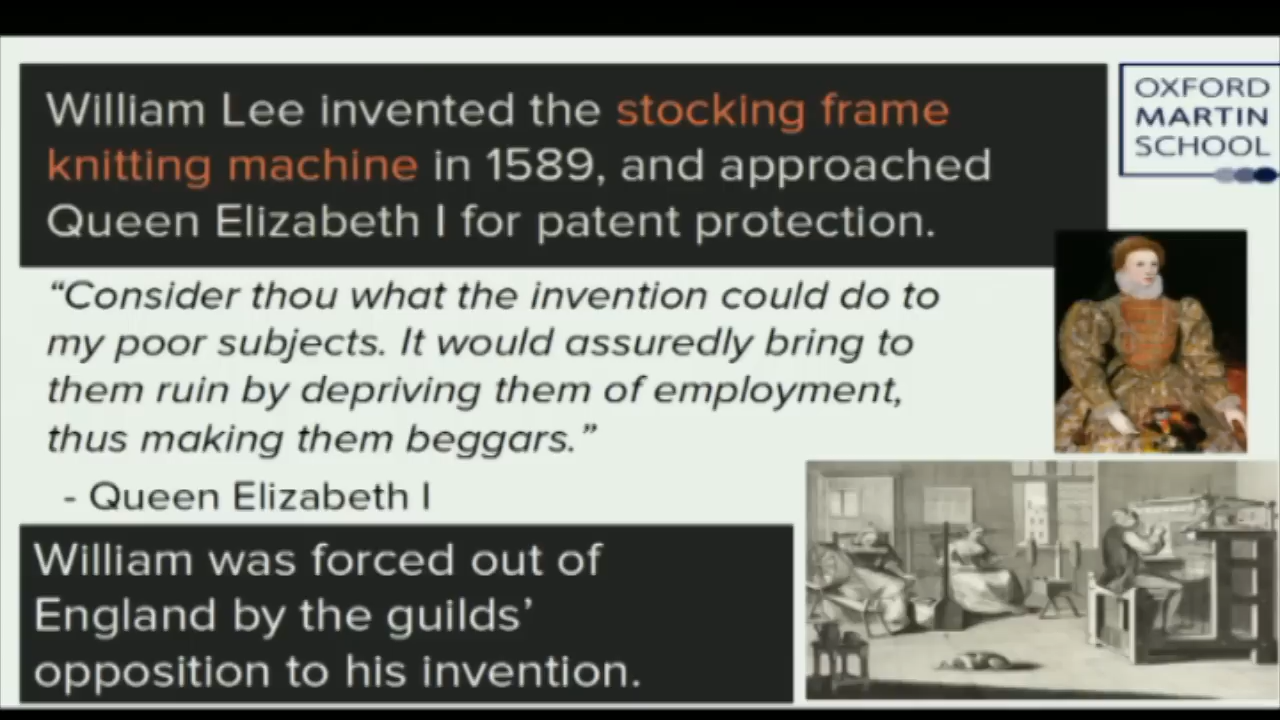 William Lee invented the stocking frame
knitting machine in 1589, and approached
Queen Elizabeth I for patent protection.
OXFORD
MARTIN
SCHOOL
“Consider thou what the invention could do to
my poor subjects. It would assuredly bring to
them ruin by depriving them of employment,
thus making them beggars.”
- Queen Elizabeth I
William was forced out of
England by the guilds’
opposition to his invention.